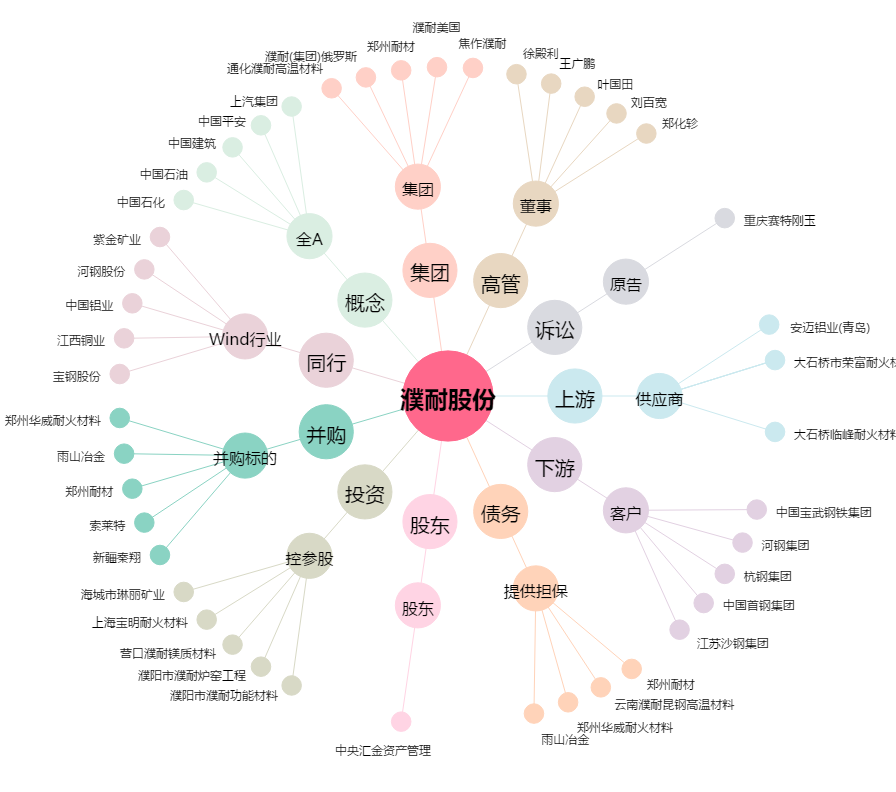 濮耐美国
焦作濮耐
郑州耐材
濮耐(集团)俄罗斯
通化濮耐高温材料
徐殿利
王广鹏
叶国田
刘百宽
郑化轸
上汽集团
中国平安
中国建筑
中国石油
中国石化
集团
董事
重庆赛特刚玉
紫金矿业
河钢股份
中国铝业
江西铜业
宝钢股份
全A
集团
高管
原告
概念
诉讼
安迈铝业(青岛)
Wind行业
同行
大石桥市荣富耐火材
濮耐股份
上游
供应商
郑州华威耐火材料
雨山冶金
郑州耐材
索莱特
新疆秦翔
并购标的
并购
大石桥临峰耐火材料
下游
投资
股东
债务
客户
中国宝武钢铁集团
河钢集团
杭钢集团
中国首钢集团
江苏沙钢集团
控参股
海城市琳丽矿业
上海宝明耐火材料
营口濮耐镁质材料
濮阳市濮耐炉窑工程
濮阳市濮耐功能材料
股东
提供担保
郑州耐材
云南濮耐昆钢高温材料
郑州华威耐火材料
雨山冶金
中央汇金资产管理